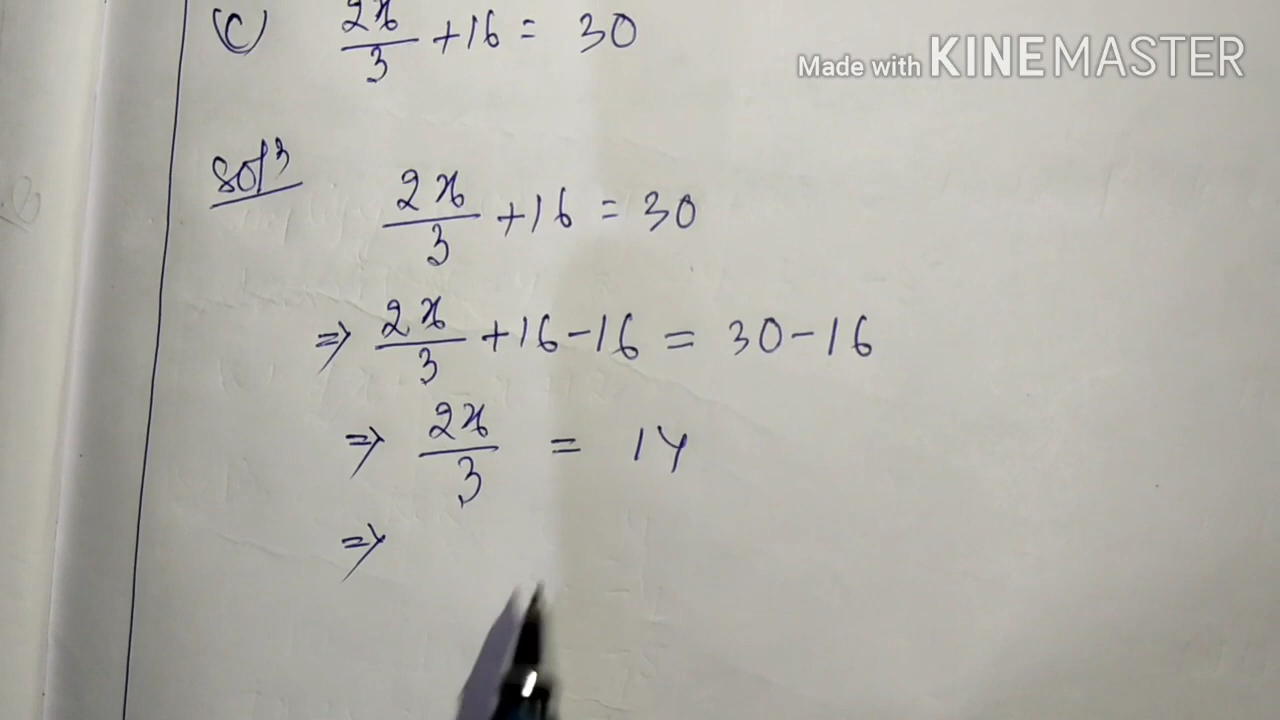 (C) 2x/3 +16 = 30
Made with KINEMASTER
Solⁿ 2x/3 +16 = 30
⇒ 2x/3 +16-16 = 30-16
⇒ 2x/3 = 14
⇒